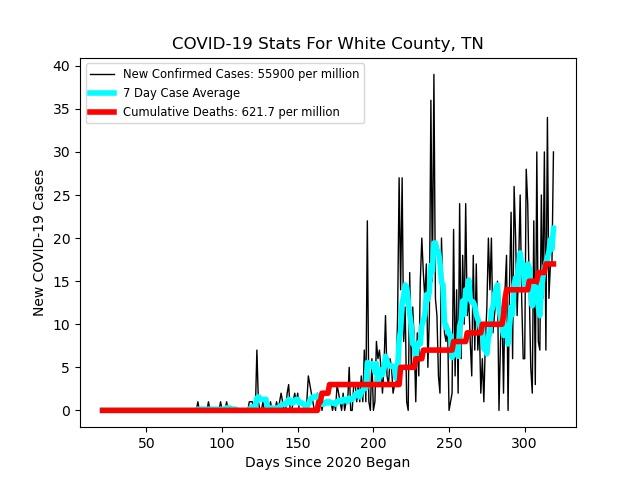 COVID-19 Stats For White County, TN
New Confirmed Cases: 55900 per million
7 Day Case Average
Cumulative Deaths: 621.7 per million
New COVID-19 Cases
40
35
30
25
20
15
10
5
0
50 100 150 200 250 300
Days Since 2020 Began